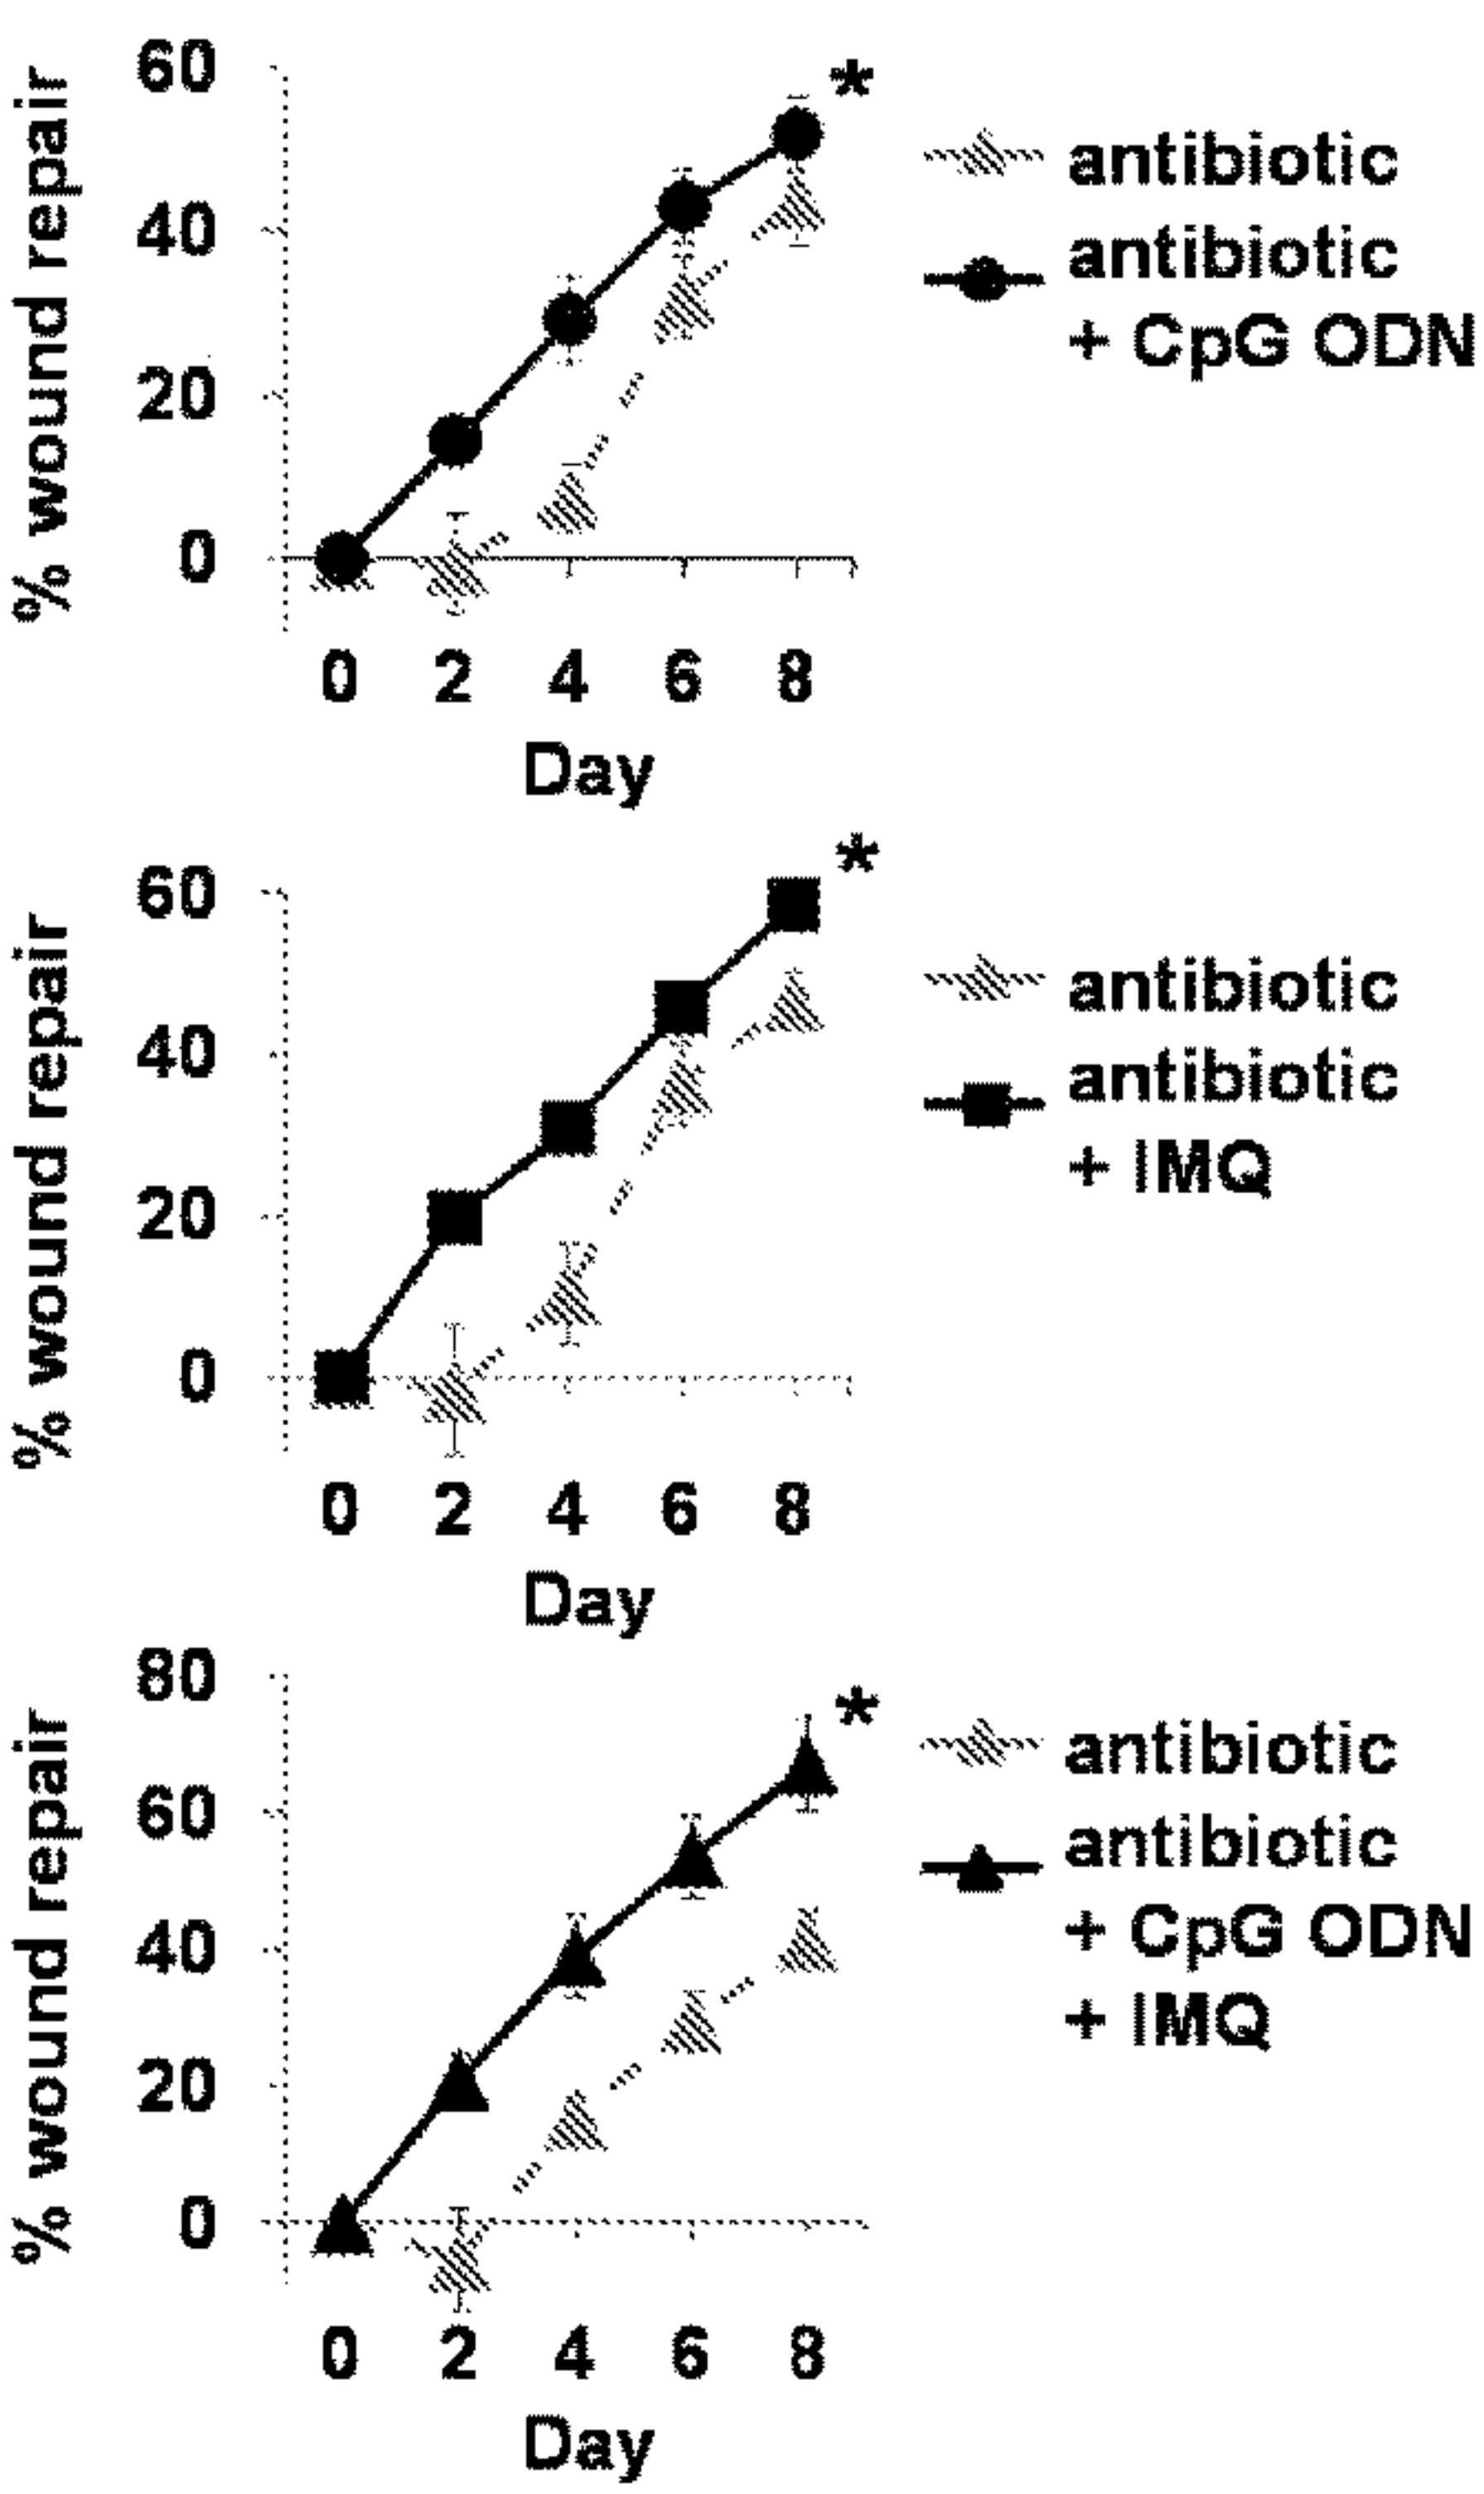 % wound repair
60
40
20
0
0 2 4 6 8
Day
*
antibiotic
antibiotic
+ CpG ODN
% wound repair
60
40
20
0
0 2 4 6 8
Day
*
antibiotic
antibiotic
+ IMQ
% wound repair
80
60
40
20
0
0 2 4 6 8
Day
*
antibiotic
antibiotic
+ CpG ODN
+ IMQ